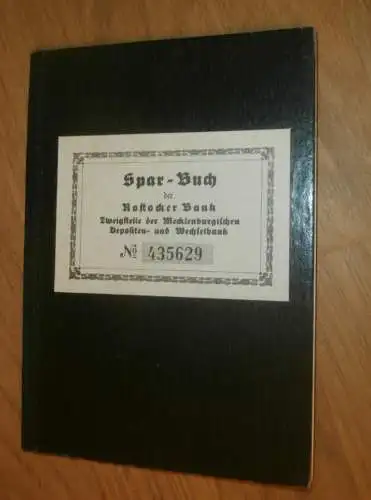 Spar-Buch
der
Rostocker Bank
Zweigstelle der Mecklenburgischen
Depositen- und Wechselbank
No 435629